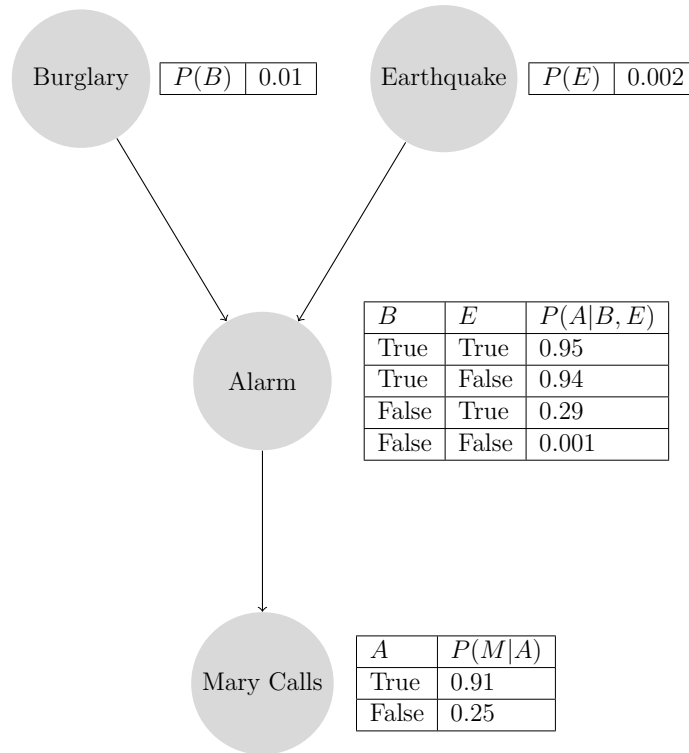 Burglary P(B) 0.01 Earthquake P(E) 0.002
B E P(A|B, E)
True True 0.95
True False 0.94
Alarm
False True 0.29
False False 0.001
A P(M|A)
Mary Calls True 0.91
False 0.25